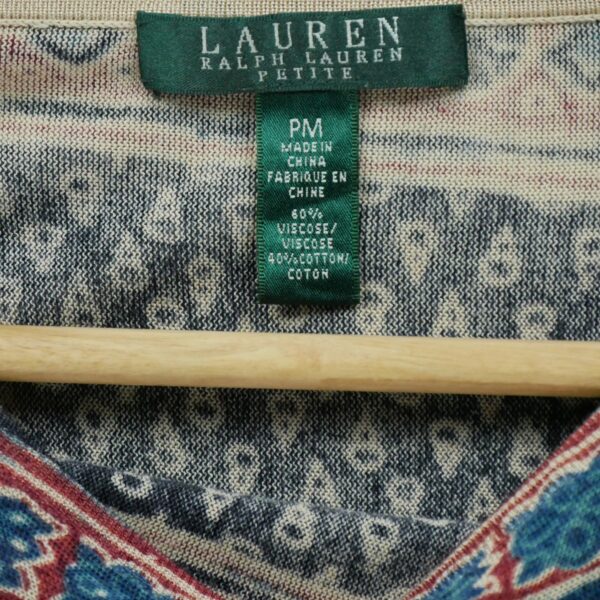 LAUREN
RALPH LAUREN
PETITE
PM
MADE IN
CHINA
FABRIQUE EN
CHINE
60%
VISCOSE/
VISCOSE
40%COTTON/
COTON